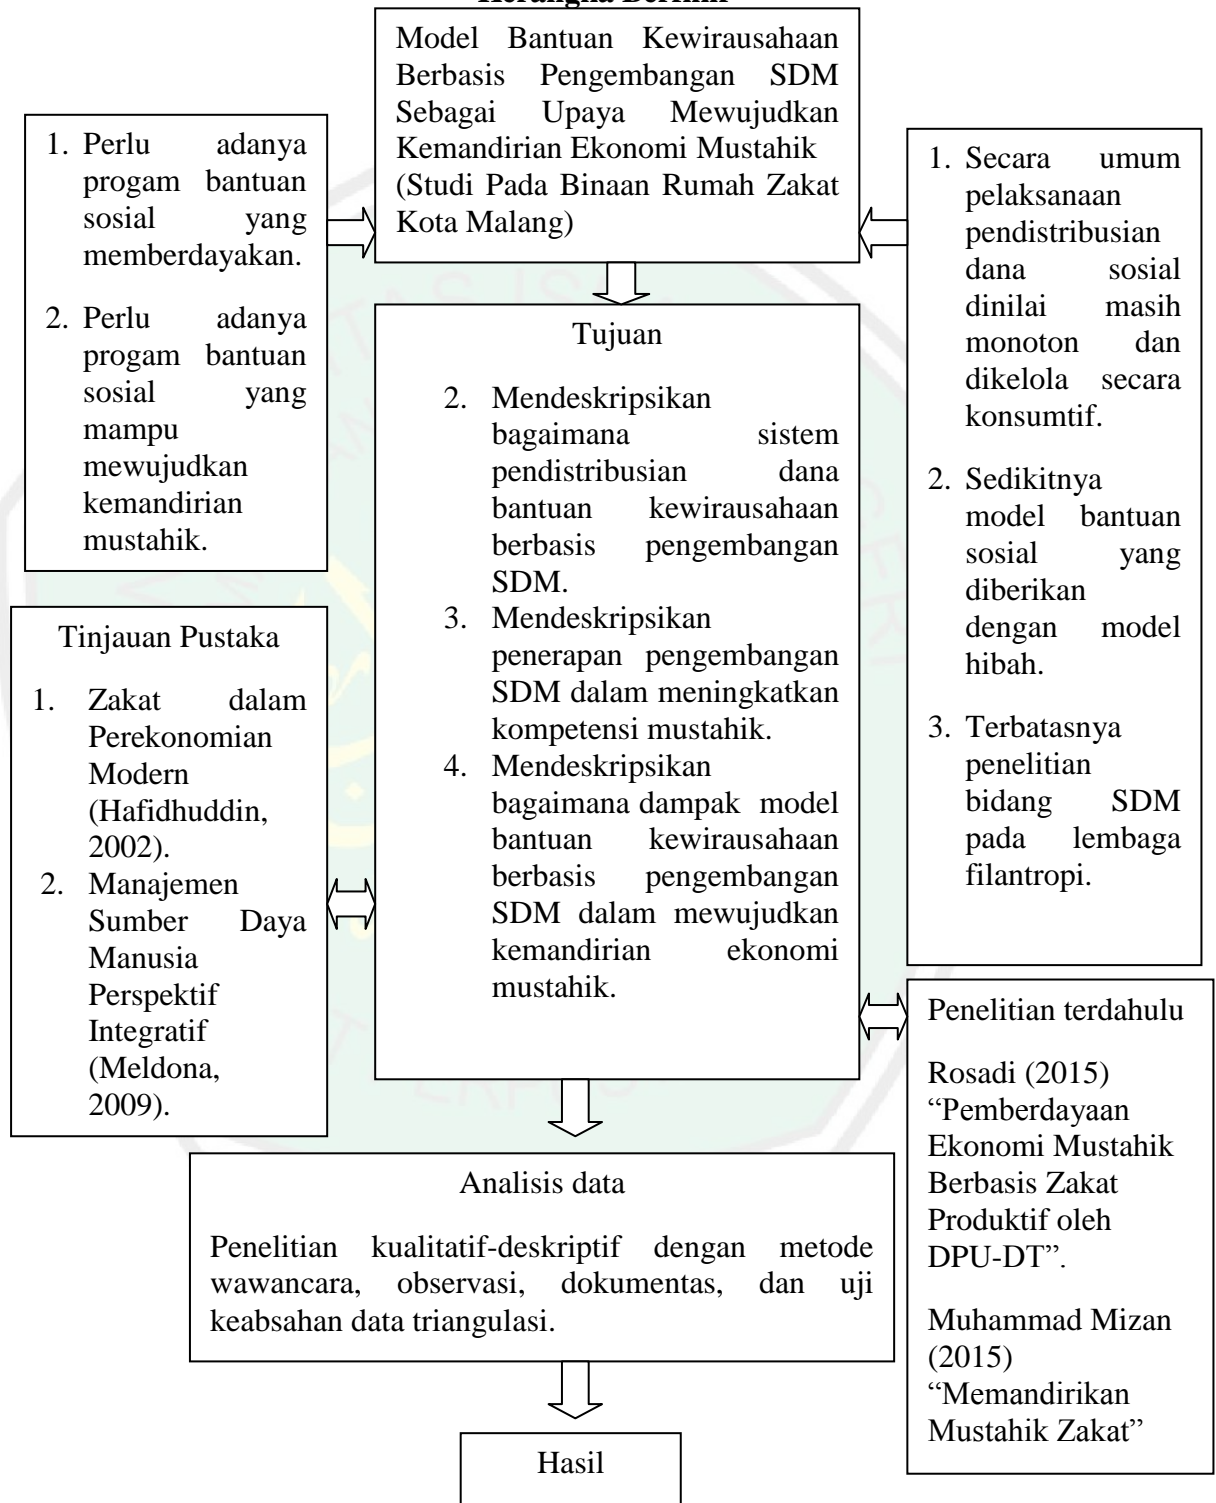 Kerangka Berfikir
Model Bantuan Kewirausahaan
Berbasis Pengembangan SDM
Sebagai Upaya Mewujudkan
Kemandirian Ekonomi Mustahik
(Studi Pada Binaan Rumah Zakat
Kota Malang)
1. Perlu adanya
progam bantuan
sosial yang
memberdayakan.
2. Perlu adanya
progam bantuan
sosial yang
mampu
mewujudkan
kemandirian
mustahik.
1. Secara umum
pelaksanaan
pendistribusian
dana sosial
dinilai masih
monoton dan
dikelola secara
konsumtif.
2. Sedikitnya
model bantuan
sosial yang
diberikan
dengan model
hibah.
3. Terbatasnya
penelitian
bidang SDM
pada lembaga
filantropi.
Tujuan
2. Mendeskripsikan
bagaimana sistem
pendistribusian dana
bantuan kewirausahaan
berbasis pengembangan
SDM.
3. Mendeskripsikan
penerapan pengembangan
SDM dalam meningkatkan
kompetensi mustahik.
4. Mendeskripsikan
bagaimana dampak model
bantuan kewirausahaan
berbasis pengembangan
SDM dalam mewujudkan
kemandirian ekonomi
mustahik.
Tinjauan Pustaka
1. Zakat dalam
Perekonomian
Modern
(Hafidhuddin,
2002).
2. Manajemen
Sumber Daya
Manusia
Perspektif
Integratif
(Meldona,
2009).
Penelitian terdahulu
Rosadi (2015)
“Pemberdayaan
Ekonomi Mustahik
Berbasis Zakat
Produktif oleh
DPU-DT”.
Muhammad Mizan
(2015)
“Memandirikan
Mustahik Zakat”
Analisis data
Penelitian kualitatif-deskriptif dengan metode
wawancara, observasi, dokumentas, dan uji
keabsahan data triangulasi.
Hasil